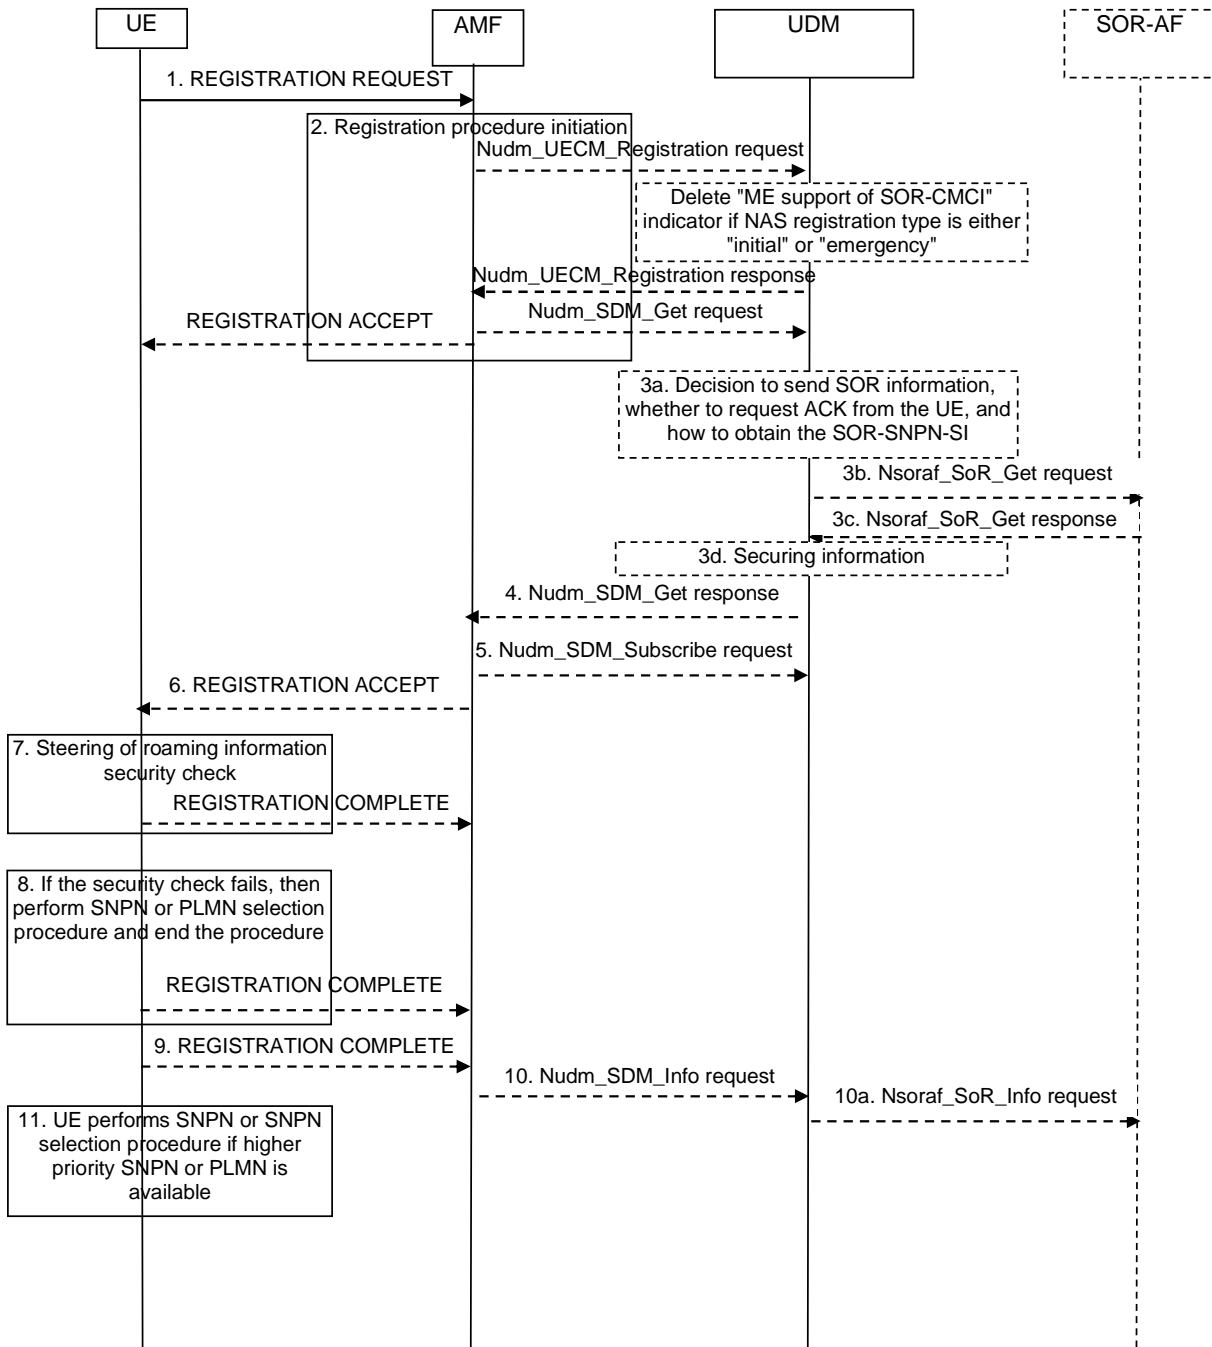 UE
AMF
UDM
SOR-AF
1. REGISTRATION REQUEST
2. Registration procedure initiation
Nudm_UECM_Registration request
Delete "ME support of SOR-CMCI"
indicator if NAS registration type is either
"initial" or "emergency"
Nudm_UECM_Registration response
Nudm_SDM_Get request
REGISTRATION ACCEPT
3a. Decision to send SOR information,
whether to request ACK from the UE, and
how to obtain the SOR-SNPN-SI
3b. Nsoraf_SoR_Get request
3c. Nsoraf_SoR_Get response
3d. Securing information
4. Nudm_SDM_Get response
5. Nudm_SDM_Subscribe request
6. REGISTRATION ACCEPT
7. Steering of roaming information
security check
REGISTRATION COMPLETE
8. If the security check fails, then
perform SNPN or PLMN selection
procedure and end the procedure
REGISTRATION COMPLETE
9. REGISTRATION COMPLETE
10. Nudm_SDM_Info request
10a. Nsoraf_SoR_Info request
11. UE performs SNPN or SNPN
selection procedure if higher
priority SNPN or PLMN is
available